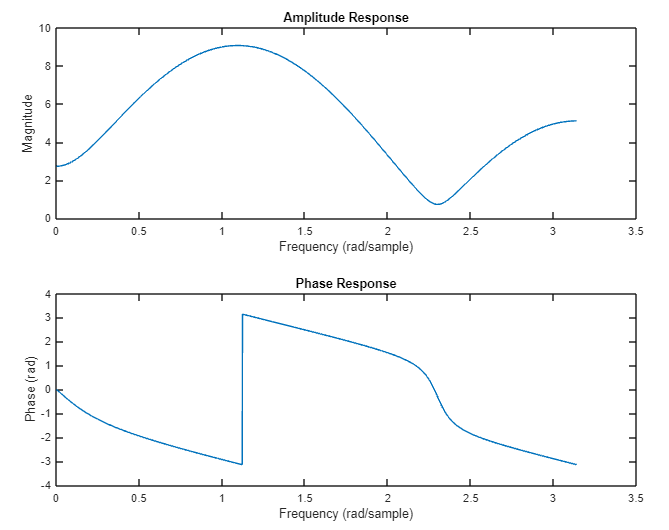 Amplitude Response
10
8
6
4
2
0
Magnitude
0 0.5 1 1.5 2 2.5 3 3.5
Frequency (rad/sample)
Phase Response
4
3
2
1
0
-1
-2
-3
-4
Phase (rad)
0 0.5 1 1.5 2 2.5 3 3.5
Frequency (rad/sample)